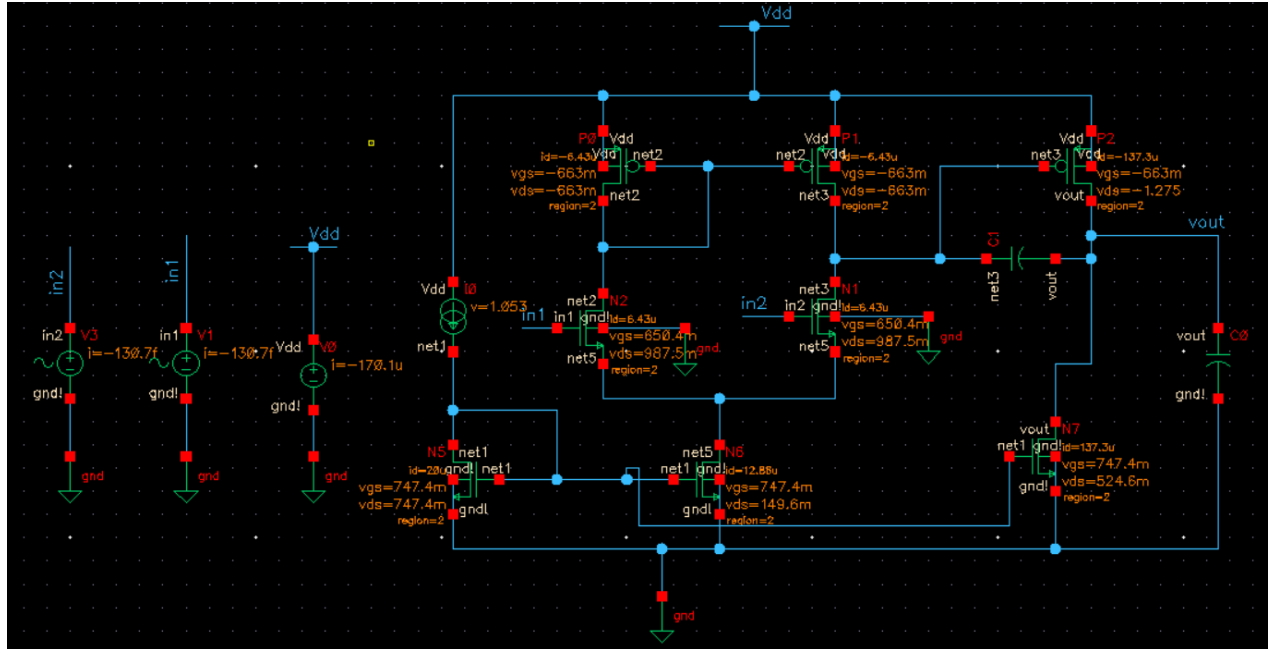 Vdd
P0
Vdd
id=-6.43u
Vdd
net2
vgs=-663m
vds=-663m
net2
region=2
P1
Vdd
id=-6.43u
net2
Vdd
vgs=-663m
vds=-663m
net3
region=2
P2
Vdd
id=-137.3u
net3
Vdd
vgs=-663m
vds=-1.275
vout
region=2
vout
C1
net3
vout
in2
in1
Vdd
in2
V3
i=-130.7f
gnd!
gnd
in1
V1
i=-130.7f
gnd!
gnd
Vdd
V0
i=-170.1u
gnd!
gnd
Vdd
I0
v=1.053
net1
in1
net2
N2
in1
gnd!
id=6.43u
vgs=650.4m
vds=987.5m
net5
region=2
gnd
in2
net3
N1
in2
gnd!
id=6.43u
vgs=650.4m
vds=987.5m
net5
region=2
gnd
vout
C0
gnd!
N5
net1
id=20u
gnd!
net1
vgs=747.4m
vds=747.4m
gnd!
region=2
net5
N6
net1
gnd!
id=12.86u
vgs=747.4m
vds=149.6m
gnd!
region=2
vout
N7
net1
gnd!
id=137.3u
vgs=747.4m
vds=524.6m
gnd!
region=2
gnd